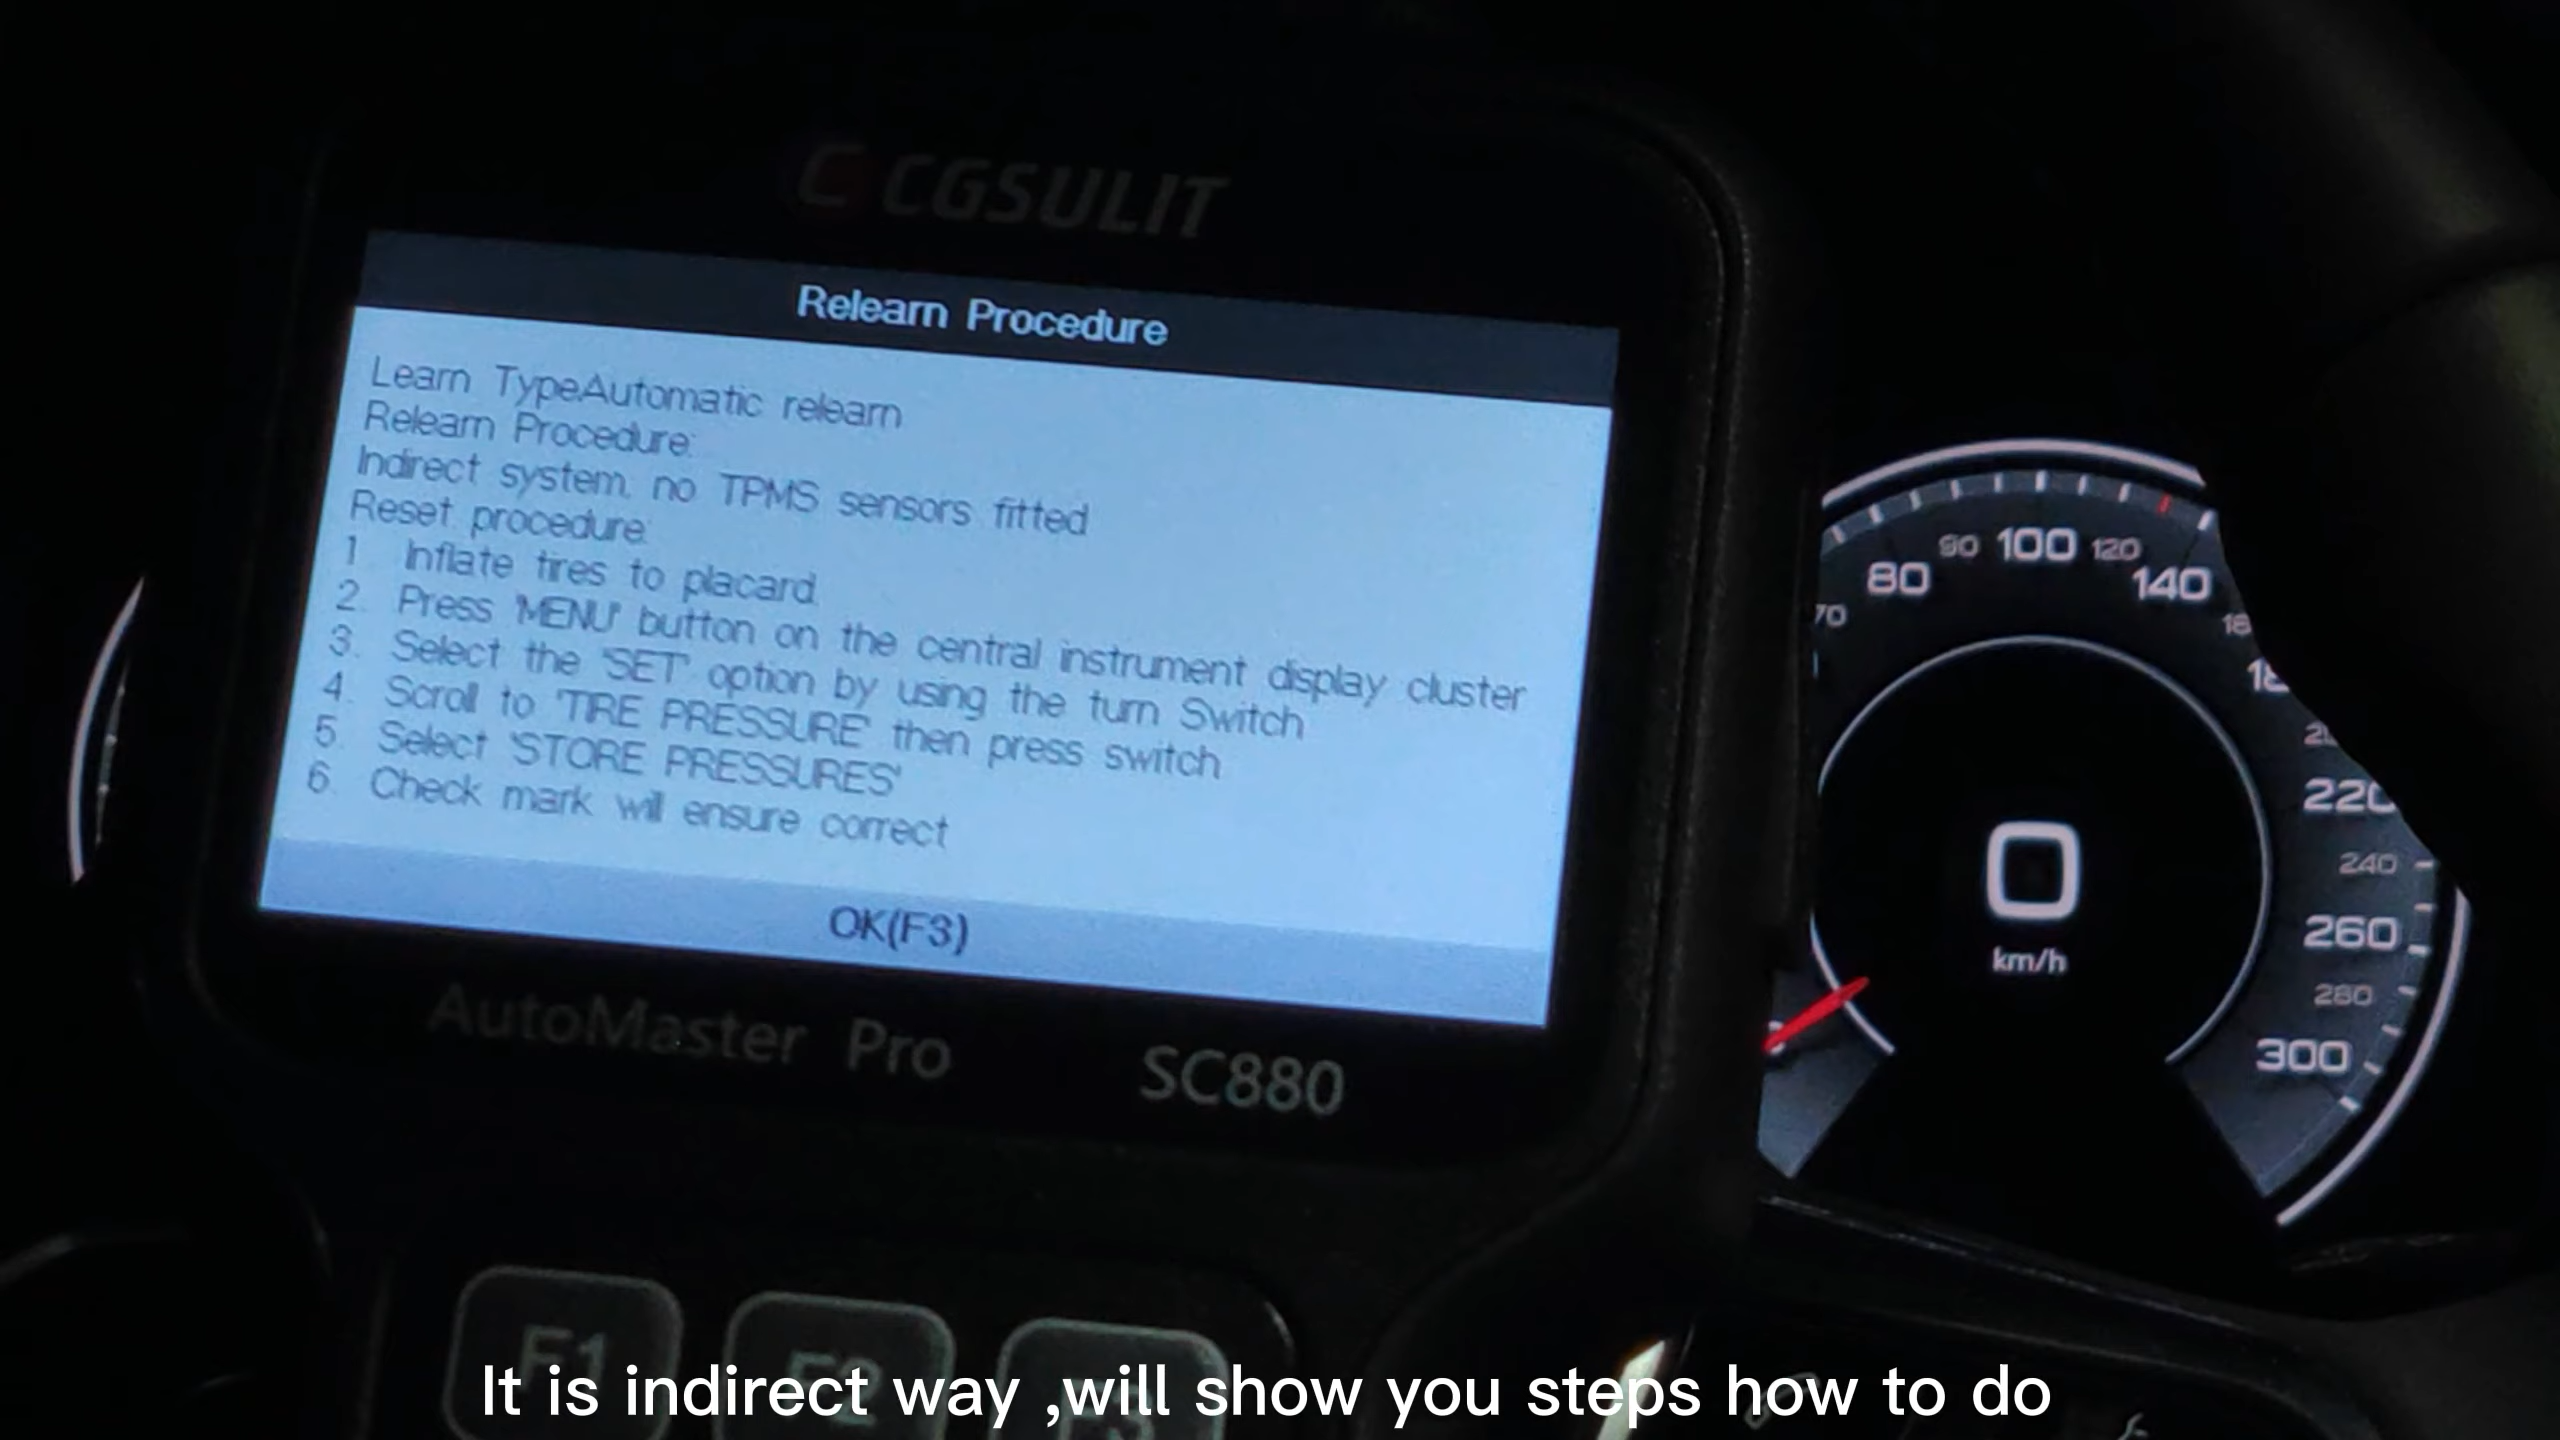 C CGSULIT
Relearn Procedure
Learn Type:Automatic relearn
Relearn Procedure:
Indirect system. no TPMS sensors fitted
Reset procedure:
1. Inflate tires to placard.
2. Press 'MENU' button on the central instrument display cluster
3. Select the 'SET' option by using the turn Switch
4. Scroll to 'TIRE PRESSURE' then press switch
5. Select 'STORE PRESSURES'
6. Check mark will ensure correct
OK(F3)
AutoMaster Pro SC880
70
80
90
100
120
140
220
240
260
280
300
0
km/h
F1 F2 F3
It is indirect way ,will show you steps how to do